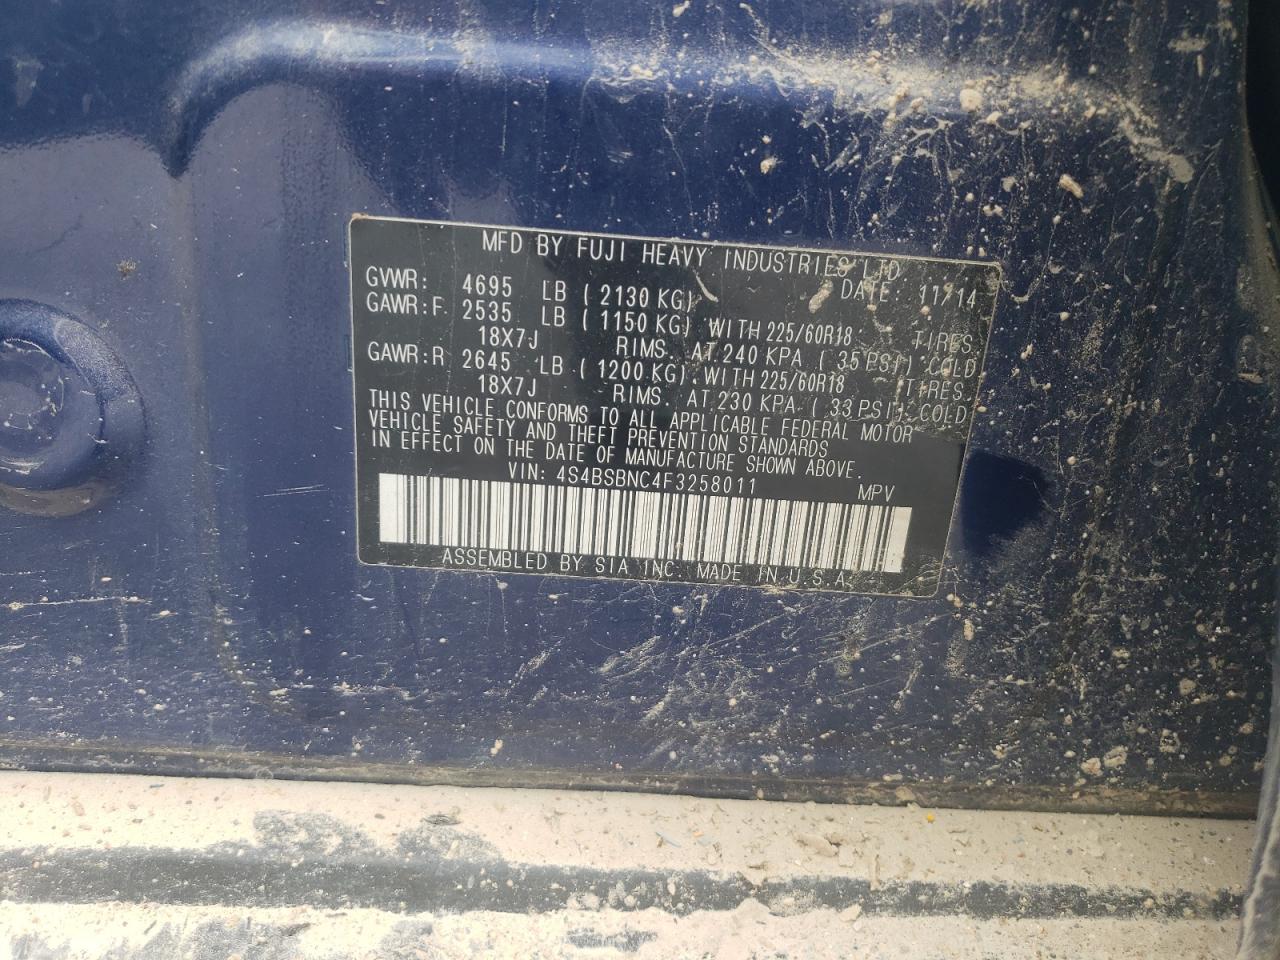 MFD BY FUJI HEAVY INDUSTRIES LTD
DATE: 11/14
GVWR: 4695 LB ( 2130 KG)
GAWR:F 2535 LB ( 1150 KG) WITH 225/60R18 TIRES
18X7J RIMS. AT 240 KPA ( 35 PSI) COLD
GAWR:R 2645 LB ( 1200 KG). WITH 225/60R18 TIRES
18X7J RIMS. AT 230 KPA ( 33 PSI) COLD
THIS VEHICLE CONFORMS TO ALL APPLICABLE FEDERAL MOTOR
VEHICLE SAFETY AND THEFT PREVENTION STANDARDS
IN EFFECT ON THE DATE OF MANUFACTURE SHOWN ABOVE.
VIN: 4S4BSBNC4F3258011 MPV
ASSEMBLED BY SIA INC. MADE IN U.S.A.